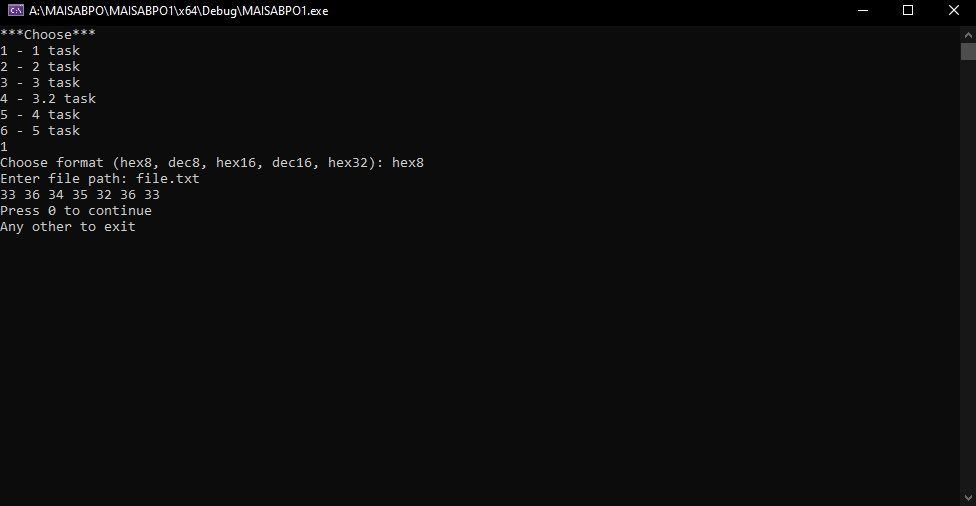 A:\MAISABPO\MAISABPO1\x64\Debug\MAISABPO1.exe
***Choose***
1 - 1 task
2 - 2 task
3 - 3 task
4 - 3.2 task
5 - 4 task
6 - 5 task
1
Choose format (hex8, dec8, hex16, dec16, hex32): hex8
Enter file path: file.txt
33 36 34 35 32 36 33
Press 0 to continue
Any other to exit